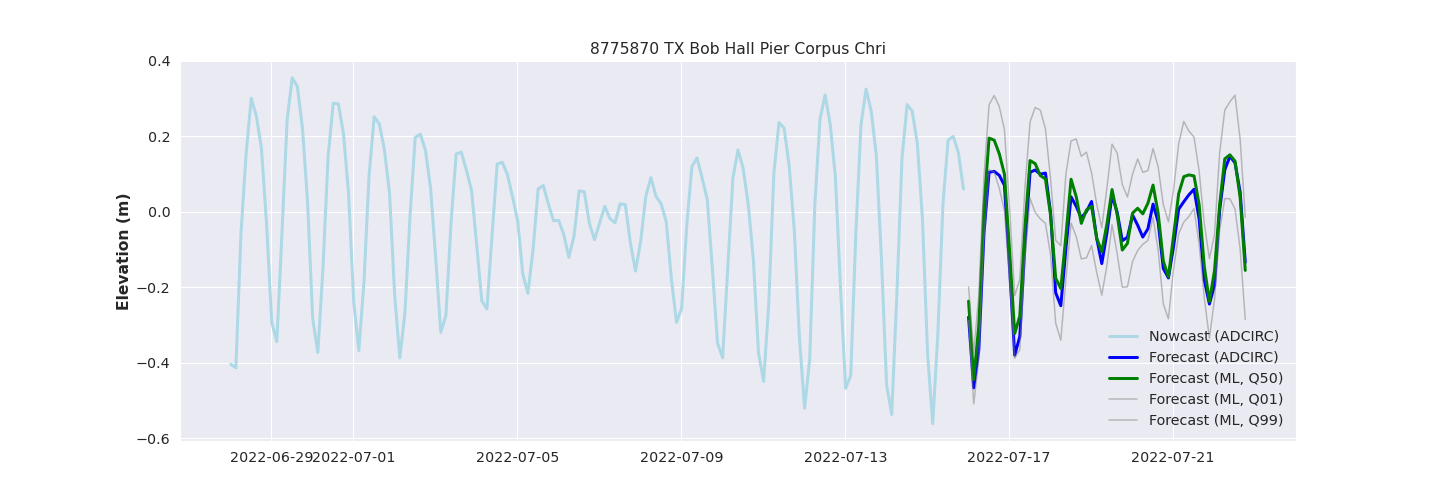 8775870 TX Bob Hall Pier Corpus Chri
Elevation (m)
0.4
0.2
0.0
−0.2
−0.4
−0.6
2022-06-29
2022-07-01
2022-07-05
2022-07-09
2022-07-13
2022-07-17
2022-07-21
Nowcast (ADCIRC)
Forecast (ADCIRC)
Forecast (ML, Q50)
Forecast (ML, Q01)
Forecast (ML, Q99)